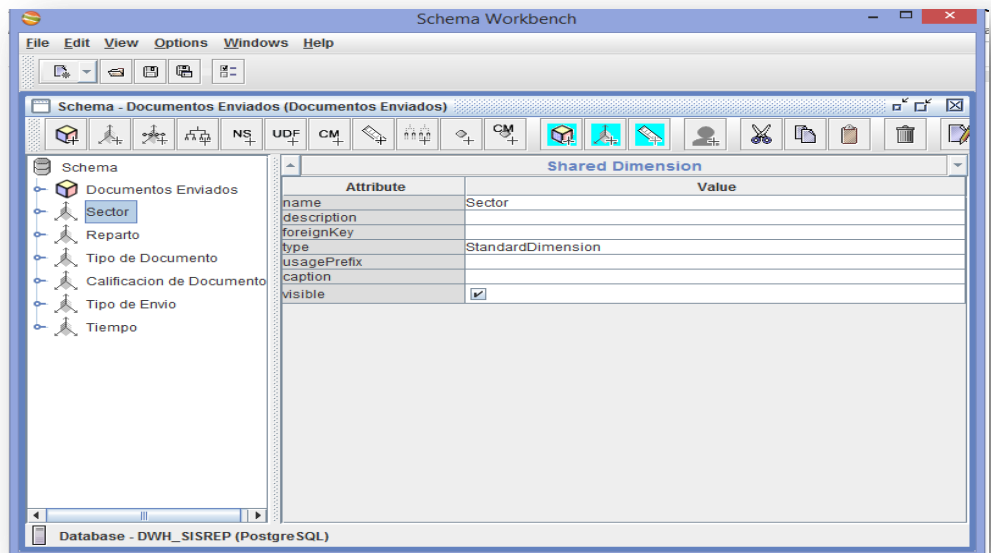 Schema Workbench
File Edit View Options Windows Help
Schema - Documentos Enviados (Documentos Enviados)
NS UDF CM CM
Schema
Documentos Enviados
Sector
Reparto
Tipo de Documento
Calificacion de Documento
Tipo de Envio
Tiempo
Shared Dimension
Attribute Value
name Sector
description
foreignKey
type StandardDimension
usagePrefix
caption
visible
Database - DWH_SISREP (PostgreSQL)